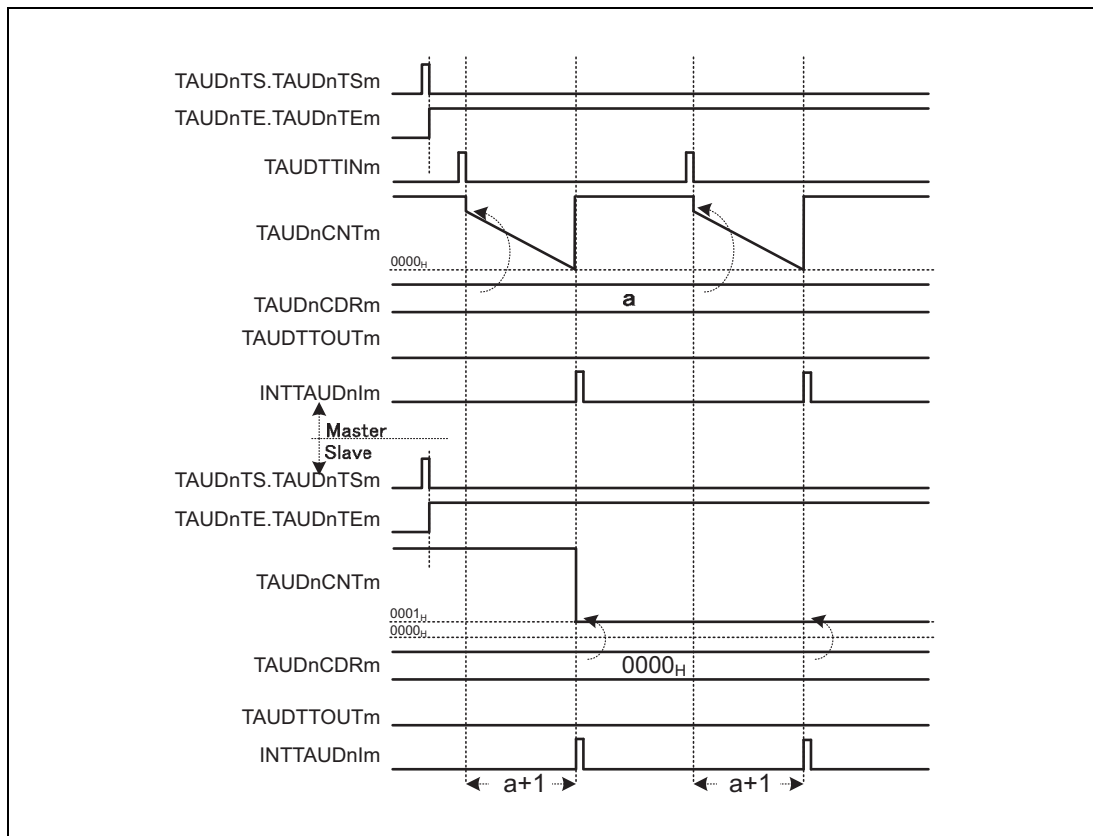 TAUDnTS.TAUDnTSm
TAUDnTE.TAUDnTEm
TAUDTTINm
TAUDnCNTm
0000H
TAUDnCDRm
a
TAUDTTOUTm
INTTAUDnIm
Master
Slave
TAUDnTS.TAUDnTSm
TAUDnTE.TAUDnTEm
TAUDnCNTm
0001H
0000H
TAUDnCDRm
0000H
TAUDTTOUTm
INTTAUDnIm
a+1 a+1